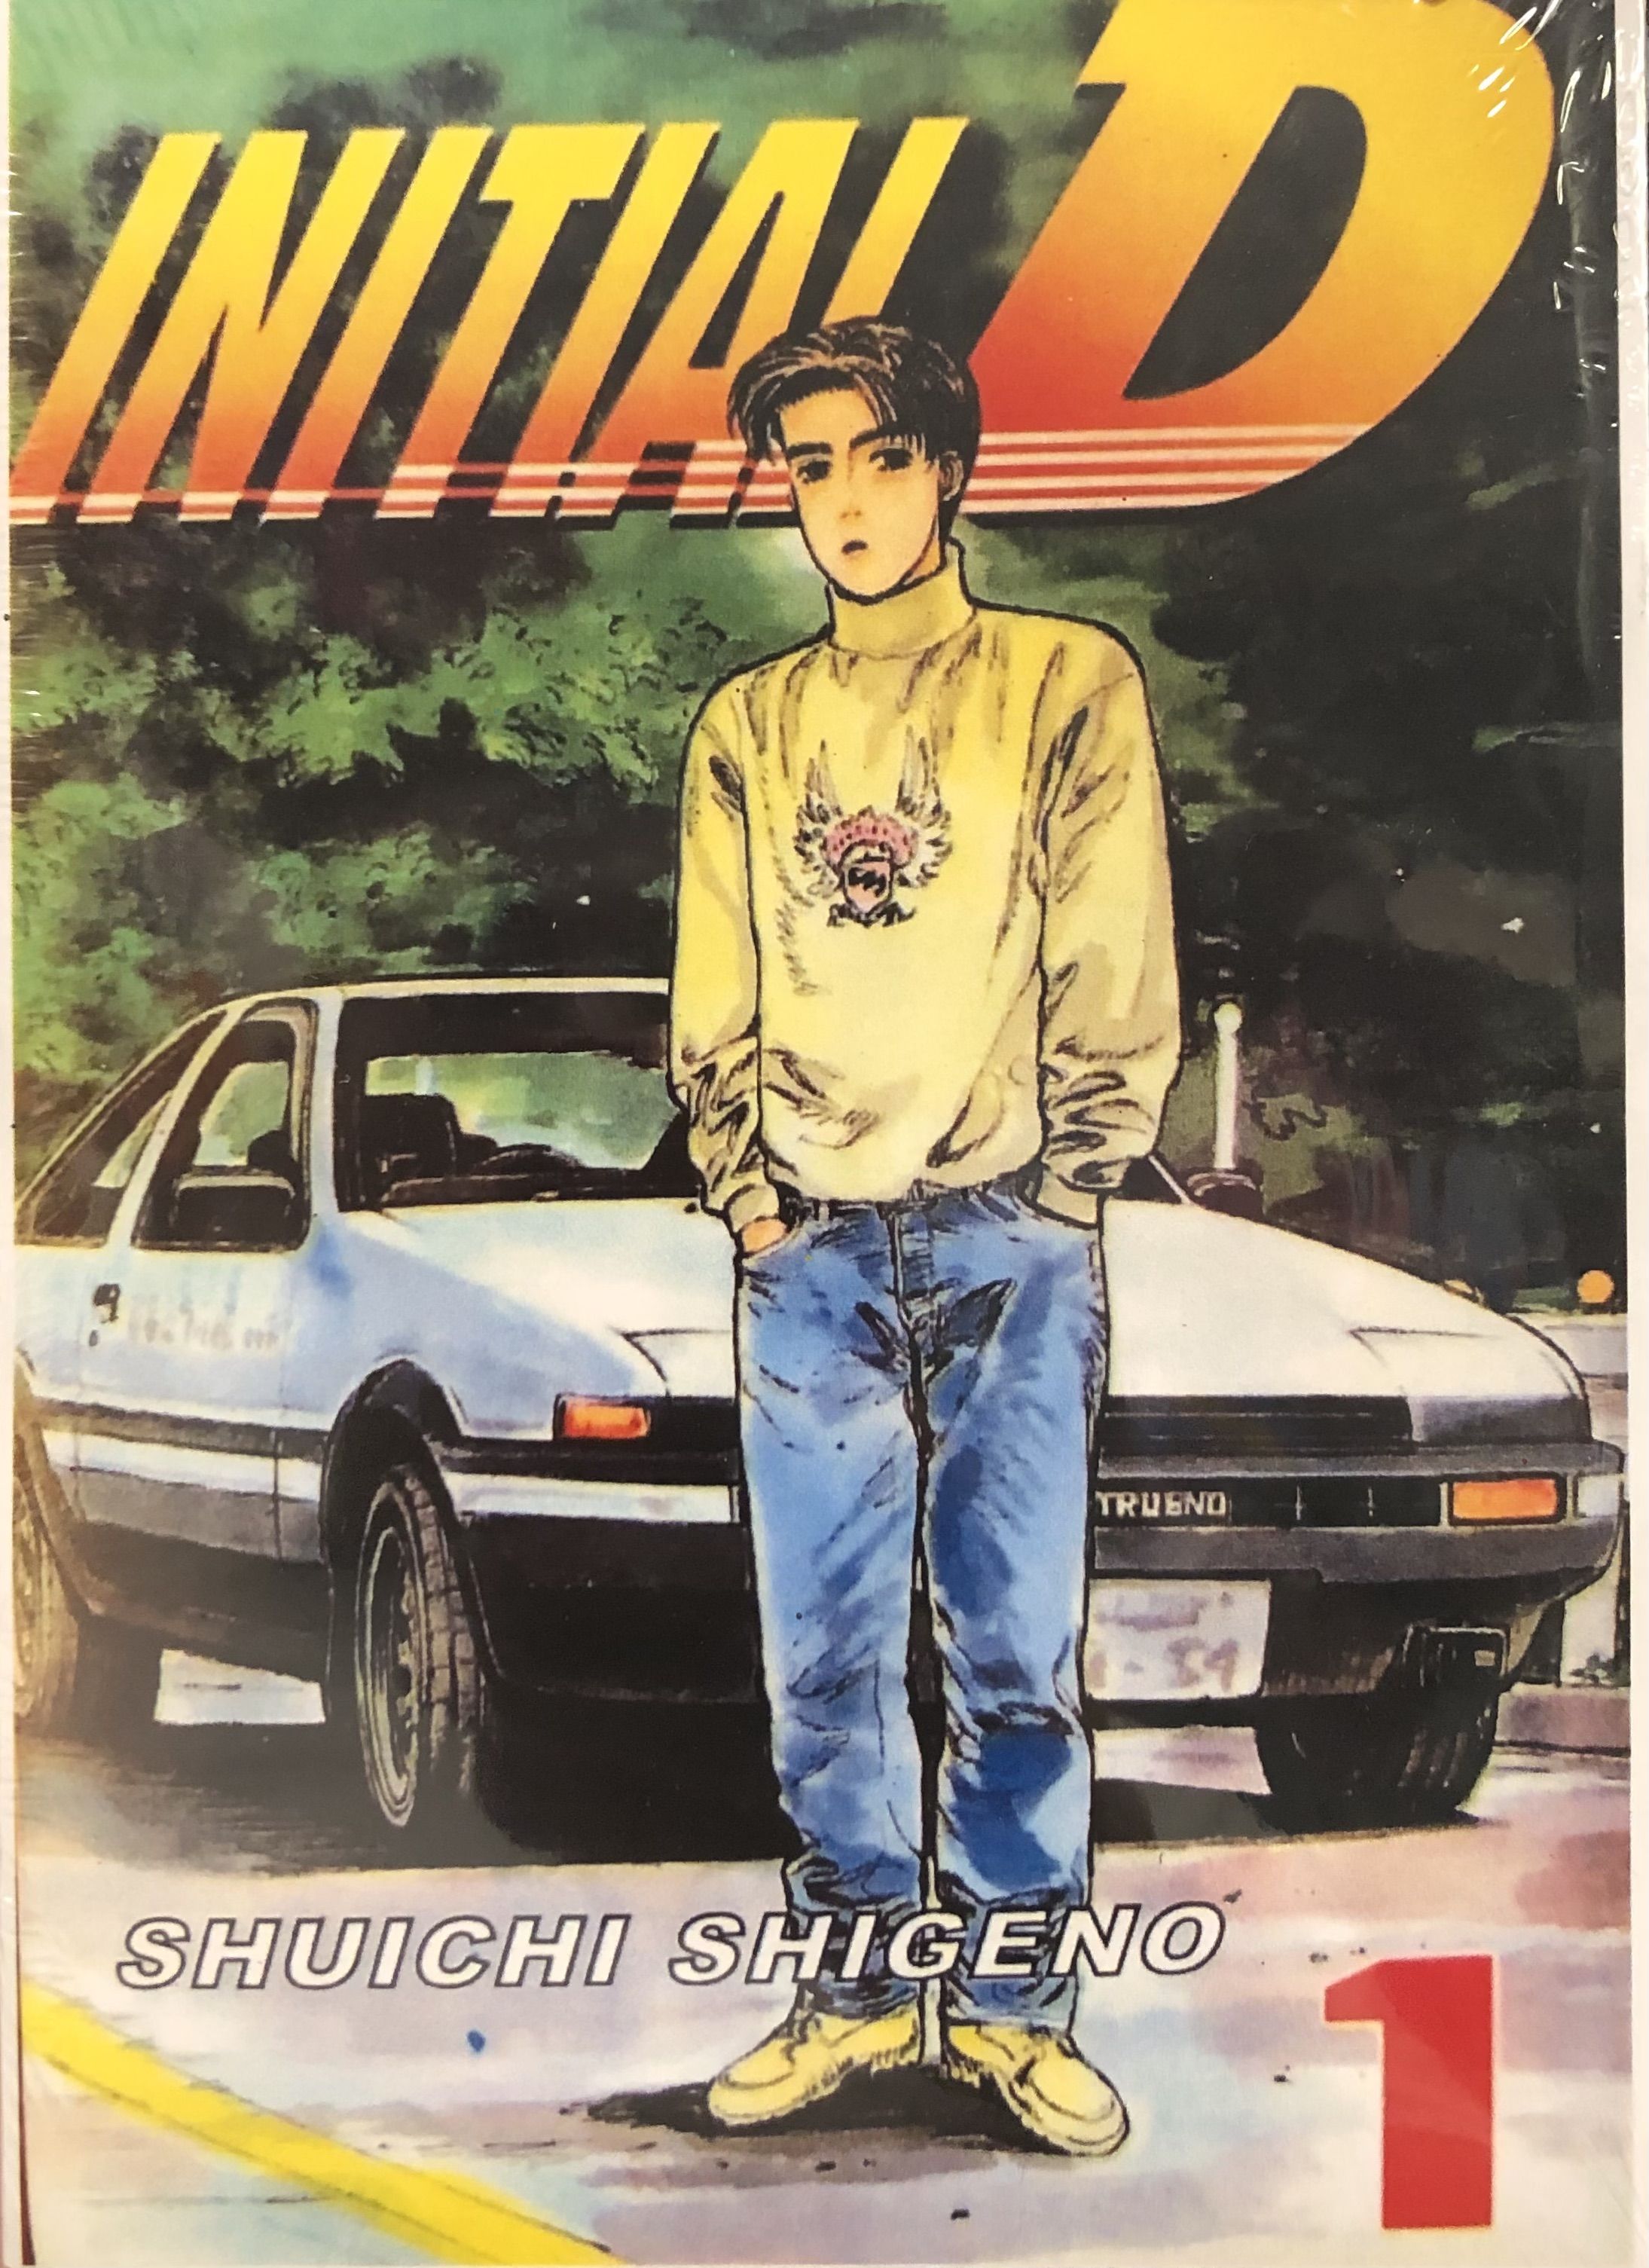 INITIAL D
TRUENO
SHUICHI SHIGENO
1